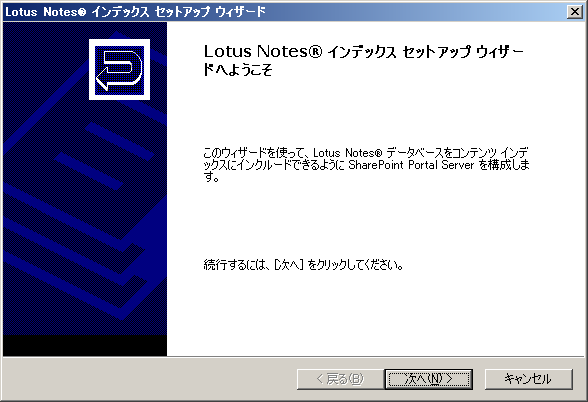 Lotus Notes® インデックス セットアップ ウィザード
Lotus Notes® インデックス セットアップ ウィザー
ドへようこそ
このウィザードを使って、Lotus Notes® データベースをコンテンツ インデ
ックスにインクルードできるように SharePoint Portal Server を構成しま
す。
続行するには、[次へ] をクリックしてください。
< 戻る(B)
次へ(N) >
キャンセル